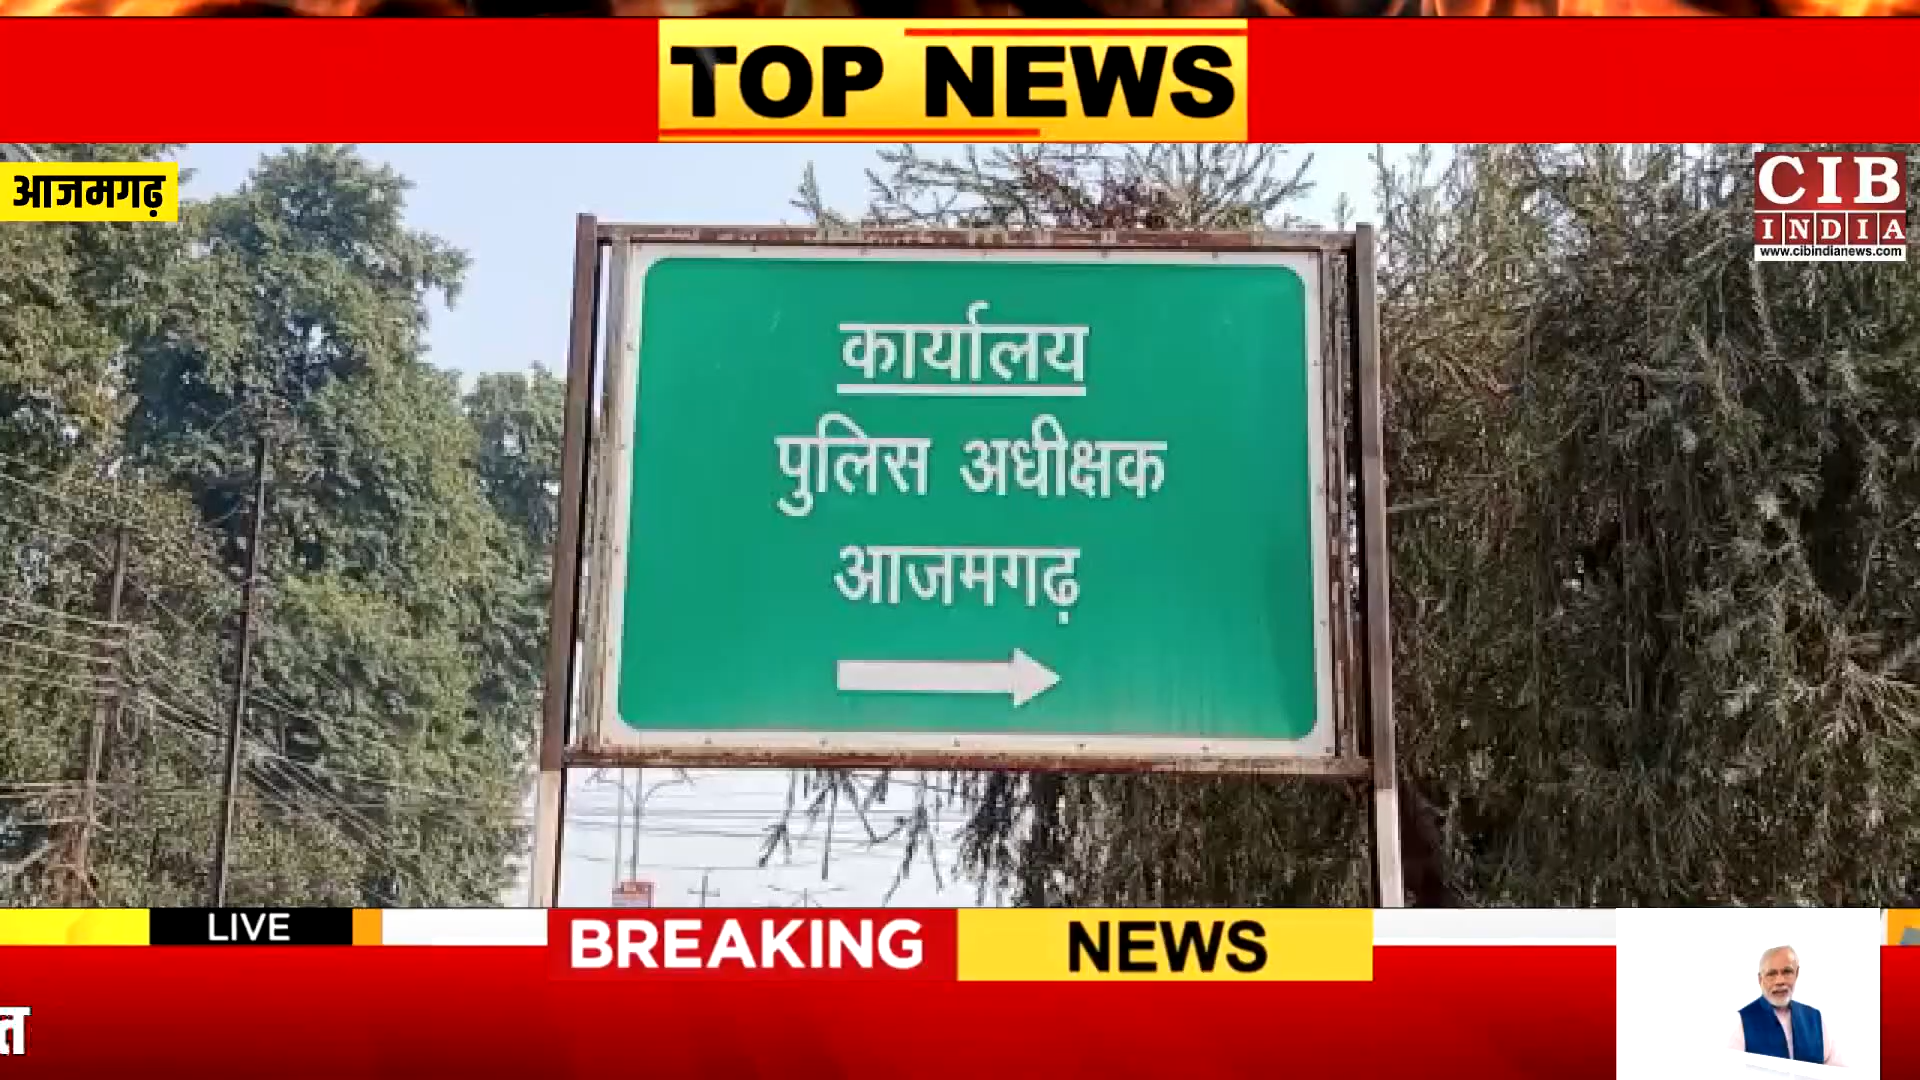 TOP NEWS
आजमगढ़
CIB
INDIA
www.cibindianews.com
कार्यालय
पुलिस अधीक्षक
आजमगढ़
LIVE
BREAKING NEWS
त